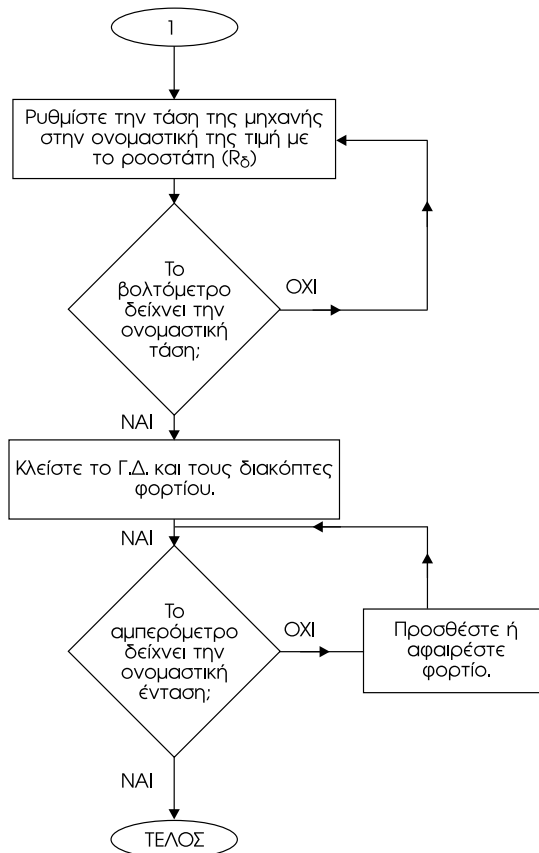 1
Ρυθμίστε την τάση της μηχανής
στην ονομαστική της τιμή με
το ροοστάτη (Rδ)
Το
βολτόμετρο
δείχνει την
ονομαστική
τάση;
ΟΧΙ
ΝΑΙ
Κλείστε το Γ.Δ. και τους διακόπτες
φορτίου.
ΝΑΙ
Το
αμπερόμετρο
δείχνει την
ονομαστική
ένταση;
ΟΧΙ
Προσθέστε ή
αφαιρέστε
φορτίο.
ΝΑΙ
ΤΕΛΟΣ